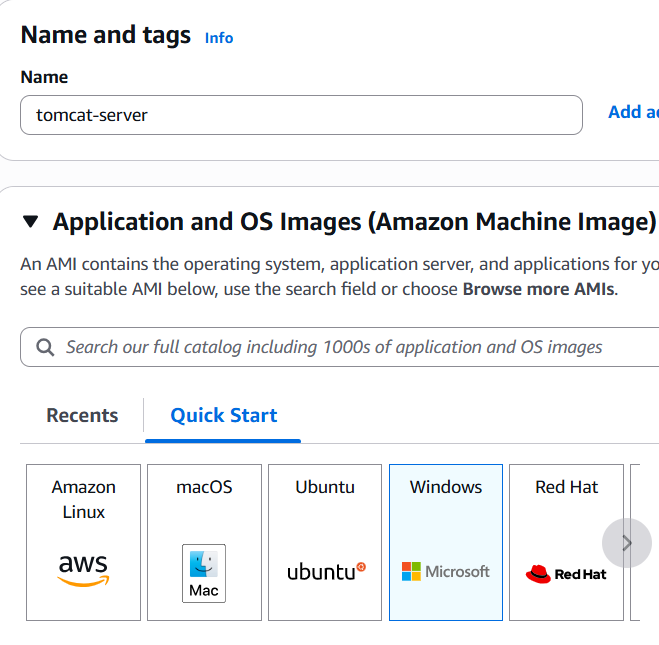 Name and tags Info
Name
tomcat-server
Add a
Application and OS Images (Amazon Machine Image)
An AMI contains the operating system, application server, and applications for yo
see a suitable AMI below, use the search field or choose Browse more AMIs.
Search our full catalog including 1000s of application and OS images
Recents
Quick Start
Amazon
Linux
aws
macOS
Mac
Ubuntu
ubuntu
Windows
Microsoft
Red Hat
Red Hat